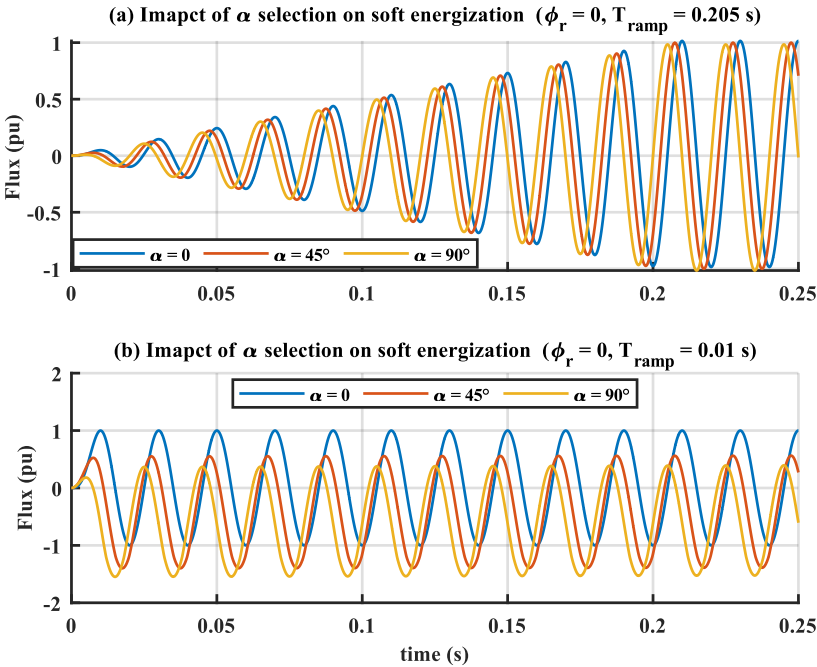 (a) Imapct of α selection on soft energization (ϕr = 0, Tramp = 0.205 s)
1
0.5
0
-0.5
-1
Flux (pu)
α = 0
α = 45°
α = 90°
0
0.05
0.1
0.15
0.2
0.25
(b) Imapct of α selection on soft energization (ϕr = 0, Tramp = 0.01 s)
2
1
0
-1
-2
Flux (pu)
α = 0
α = 45°
α = 90°
0
0.05
0.1
0.15
0.2
0.25
time (s)